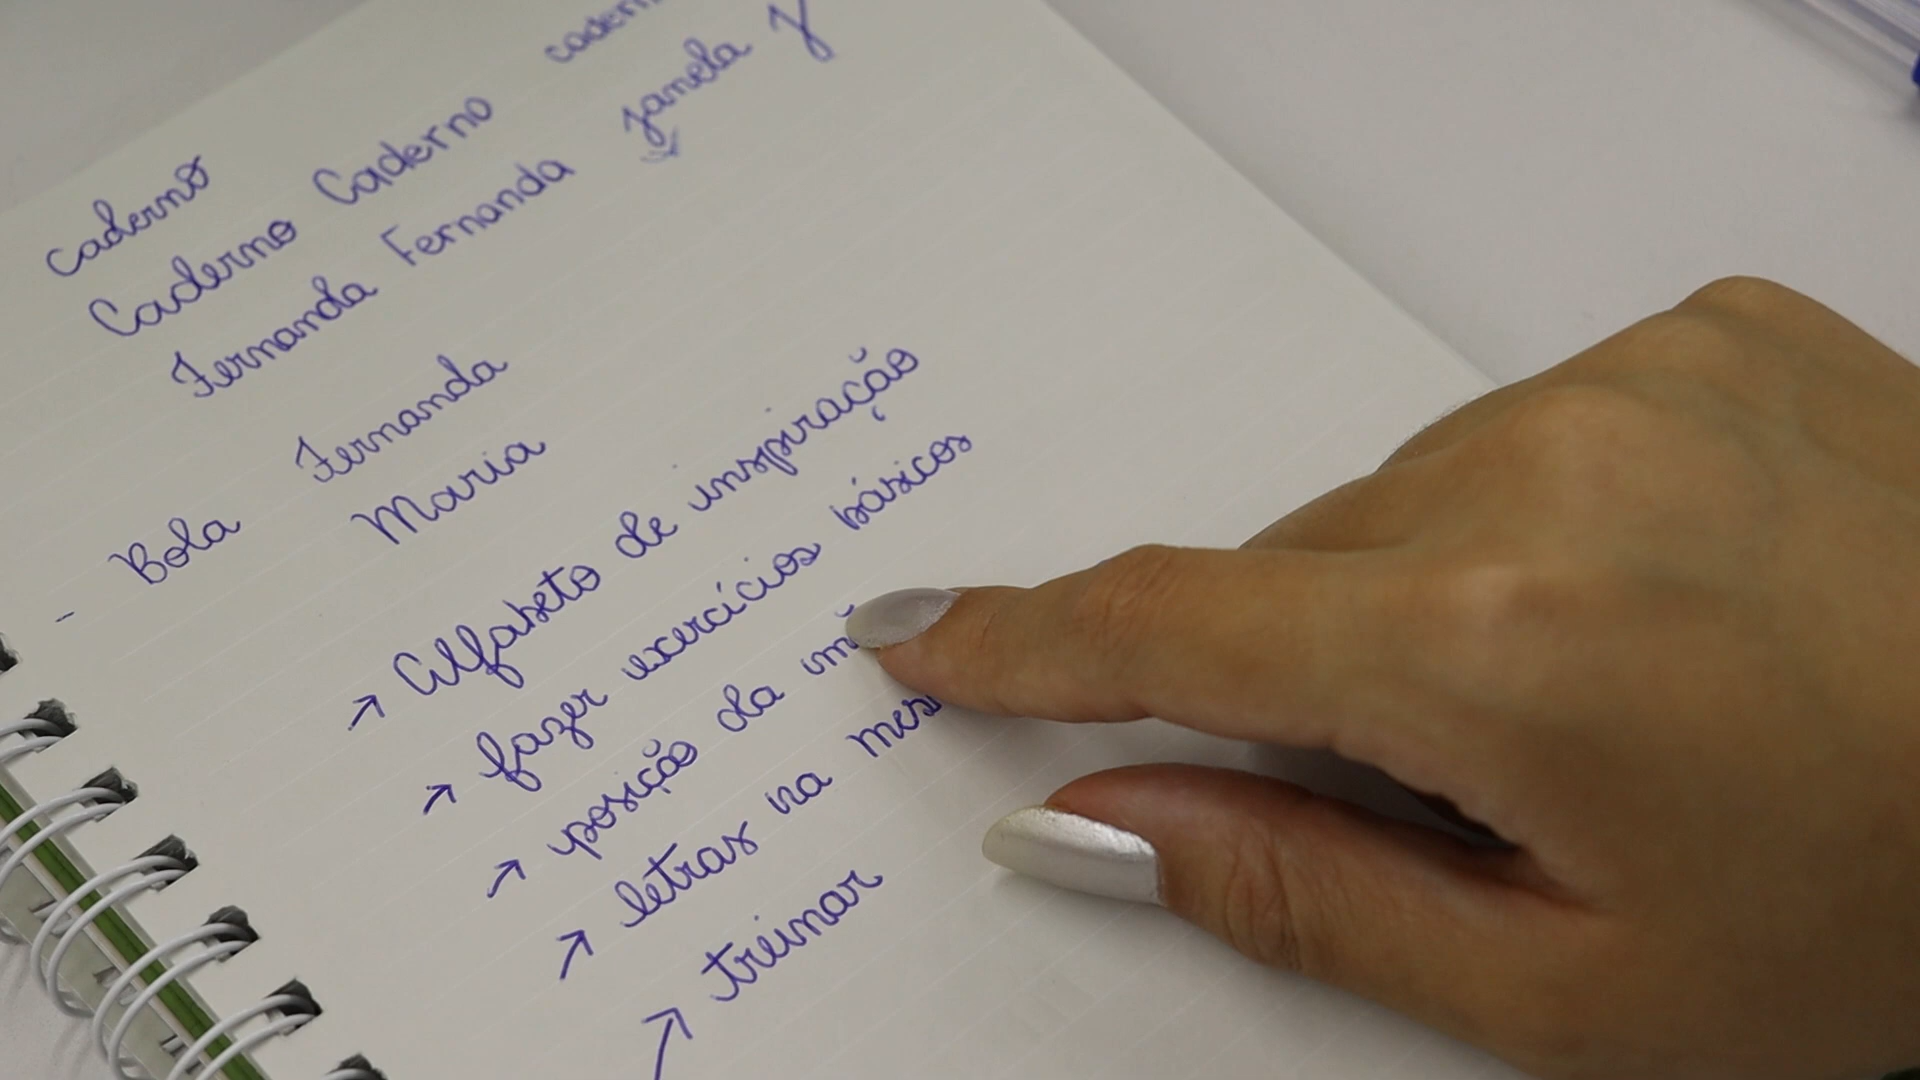 caderno
Caderno Caderno
Fernanda Fernanda janela J
Fernanda
- Bola Maria
→ Alfabeto de inspiração
→ fazer exercícios básicos
→ posição da
→ letras na
→ treinar